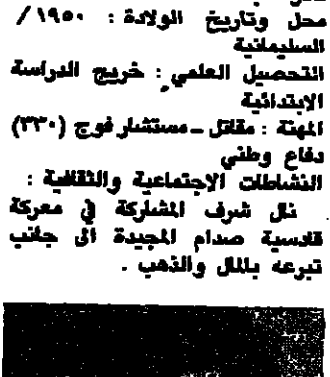 محل وتاريخ الولادة : ١٩٥٠ /
السليمانية
التحصيل العلمي : خريج الدراسة
الابتدائية
المهنة : مقاتل ـ مستشار فوج (٣٣٠)
دفاع وطني
النشاطات الاجتماعية والثقافية :
نال شرف المشاركة في معركة
قادسية صدام المجيدة الى جانب
تبرعه بالمال والذهب .